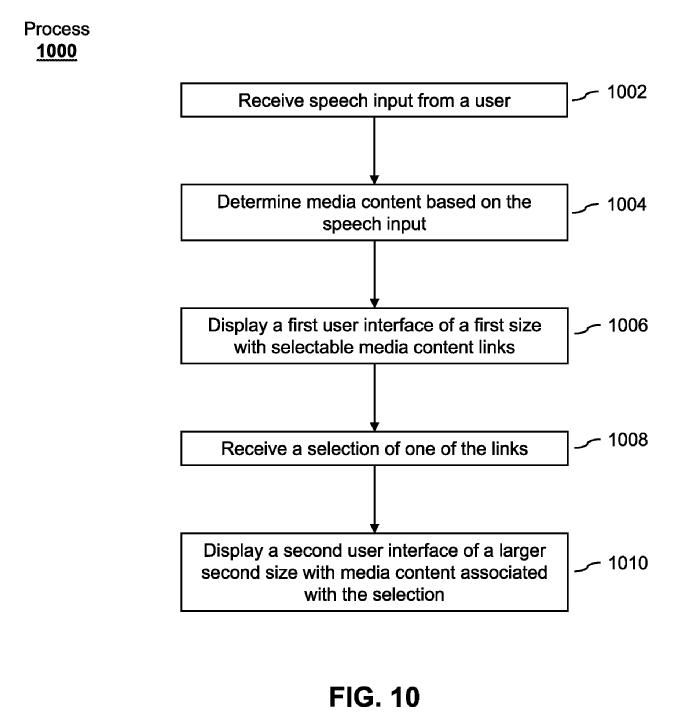 Process
1000
Receive speech input from a user
1002
Determine media content based on the
speech input
1004
Display a first user interface of a first size
with selectable media content links
1006
Receive a selection of one of the links
1008
Display a second user interface of a larger
second size with media content associated
with the selection
1010
FIG. 10